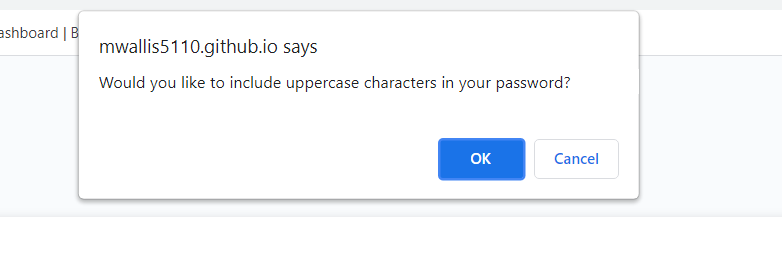 ashboard | B
mwallis5110.github.io says
Would you like to include uppercase characters in your password?
OK
Cancel